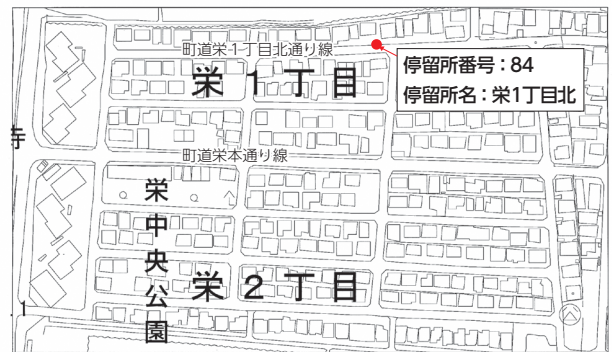 町道栄1丁目北通り線
停留所番号：84
停留所名：栄1丁目北
栄1丁目
寺
町道栄本通り線
栄中央公園
栄2丁目